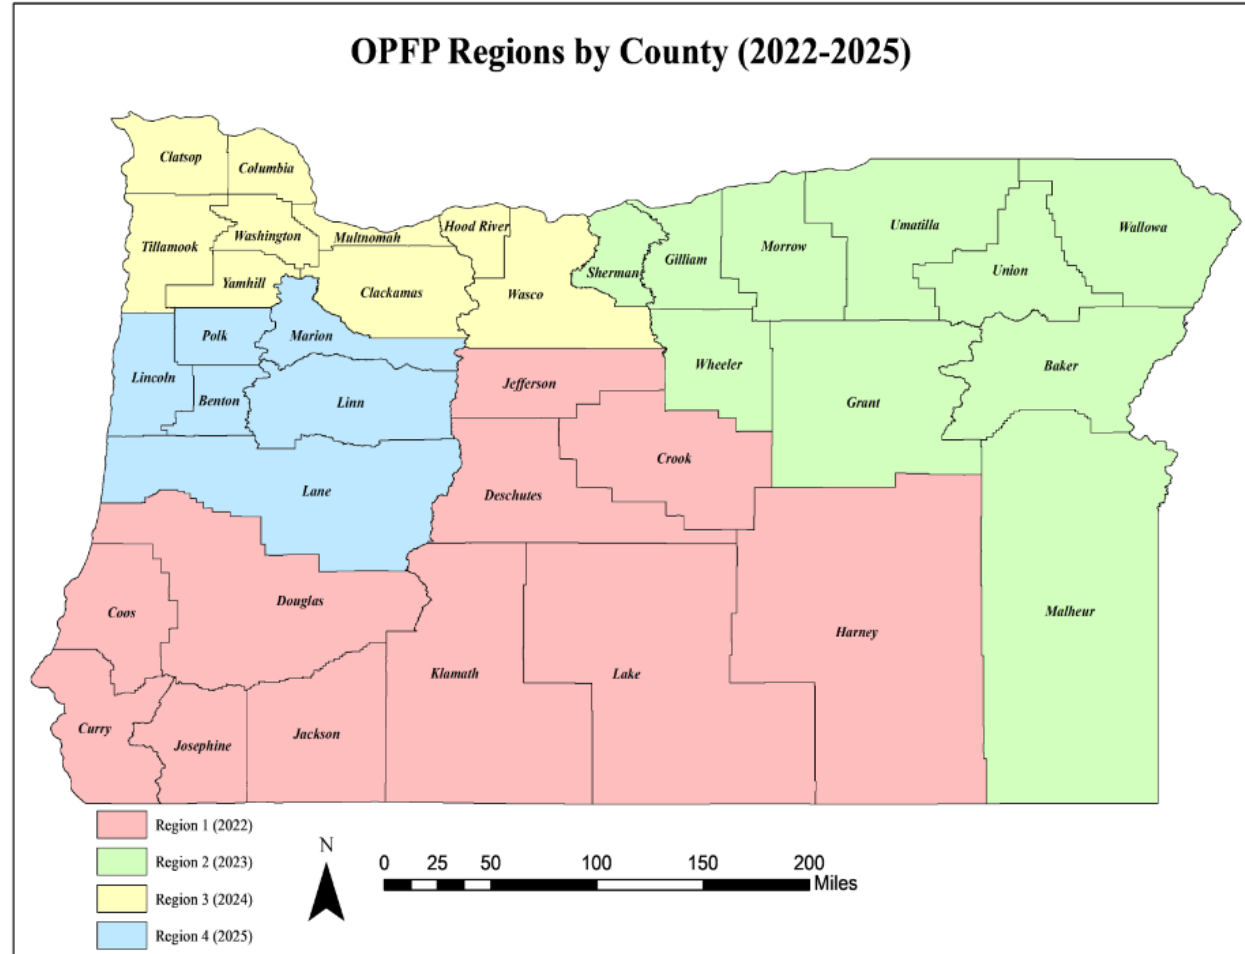 OPFP Regions by County (2022-2025)
Clatsop
Columbia
Tillamook
Washington
Multnomah
Hood River
Yamhill
Clackamas
Wasco
Sherman
Gilliam
Morrow
Umatilla
Union
Wallowa
Polk
Marion
Lincoln
Benton
Linn
Jefferson
Wheeler
Grant
Baker
Crook
Deschutes
Lane
Coos
Douglas
Harney
Malheur
Klamath
Lake
Curry
Josephine
Jackson
Region 1 (2022)
Region 2 (2023)
Region 3 (2024)
Region 4 (2025)
N
0 25 50 100 150 200
Miles